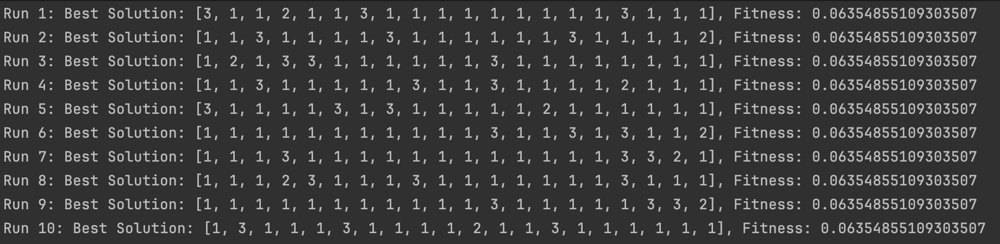 Run 1: Best Solution: [3, 1, 1, 2, 1, 1, 3, 1, 1, 1, 1, 1, 1, 1, 1, 1, 3, 1, 1, 1], Fitness: 0.06354855109303507
Run 2: Best Solution: [1, 1, 3, 1, 1, 1, 1, 3, 1, 1, 1, 1, 1, 1, 3, 1, 1, 1, 1, 2], Fitness: 0.06354855109303507
Run 3: Best Solution: [1, 2, 1, 3, 3, 1, 1, 1, 1, 1, 1, 3, 1, 1, 1, 1, 1, 1, 1, 1], Fitness: 0.06354855109303507
Run 4: Best Solution: [1, 1, 3, 1, 1, 1, 1, 1, 3, 1, 1, 3, 1, 1, 1, 1, 2, 1, 1, 1], Fitness: 0.06354855109303507
Run 5: Best Solution: [3, 1, 1, 1, 1, 3, 1, 3, 1, 1, 1, 1, 1, 2, 1, 1, 1, 1, 1, 1], Fitness: 0.06354855109303507
Run 6: Best Solution: [1, 1, 1, 1, 1, 1, 1, 1, 1, 1, 1, 3, 1, 1, 3, 1, 3, 1, 1, 2], Fitness: 0.06354855109303507
Run 7: Best Solution: [1, 1, 1, 3, 1, 1, 1, 1, 1, 1, 1, 1, 1, 1, 1, 1, 3, 3, 2, 1], Fitness: 0.06354855109303507
Run 8: Best Solution: [1, 1, 1, 2, 3, 1, 1, 1, 3, 1, 1, 1, 1, 1, 1, 1, 3, 1, 1, 1], Fitness: 0.06354855109303507
Run 9: Best Solution: [1, 1, 1, 1, 1, 1, 1, 1, 1, 1, 1, 3, 1, 1, 1, 1, 1, 3, 3, 2], Fitness: 0.06354855109303507
Run 10: Best Solution: [1, 3, 1, 1, 1, 3, 1, 1, 1, 1, 2, 1, 1, 3, 1, 1, 1, 1, 1, 1], Fitness: 0.06354855109303507